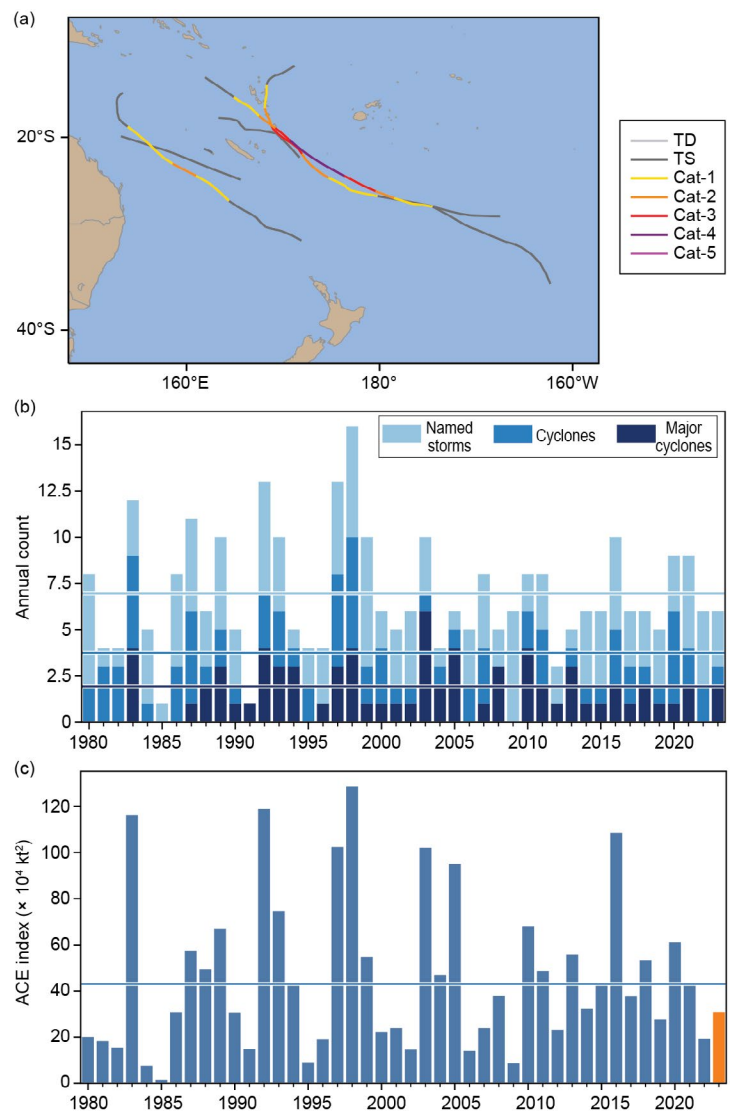 (a)
20°S
40°S
160°E
180°
160°W
TD
TS
Cat-1
Cat-2
Cat-3
Cat-4
Cat-5
(b)
Named storms
Cyclones
Major cyclones
Annual count
15
12.5
10
7.5
5
2.5
0
1980
1985
1990
1995
2000
2005
2010
2015
2020
(c)
ACE index (× 10⁴ kt²)
120
100
80
60
40
20
0
1980
1985
1990
1995
2000
2005
2010
2015
2020